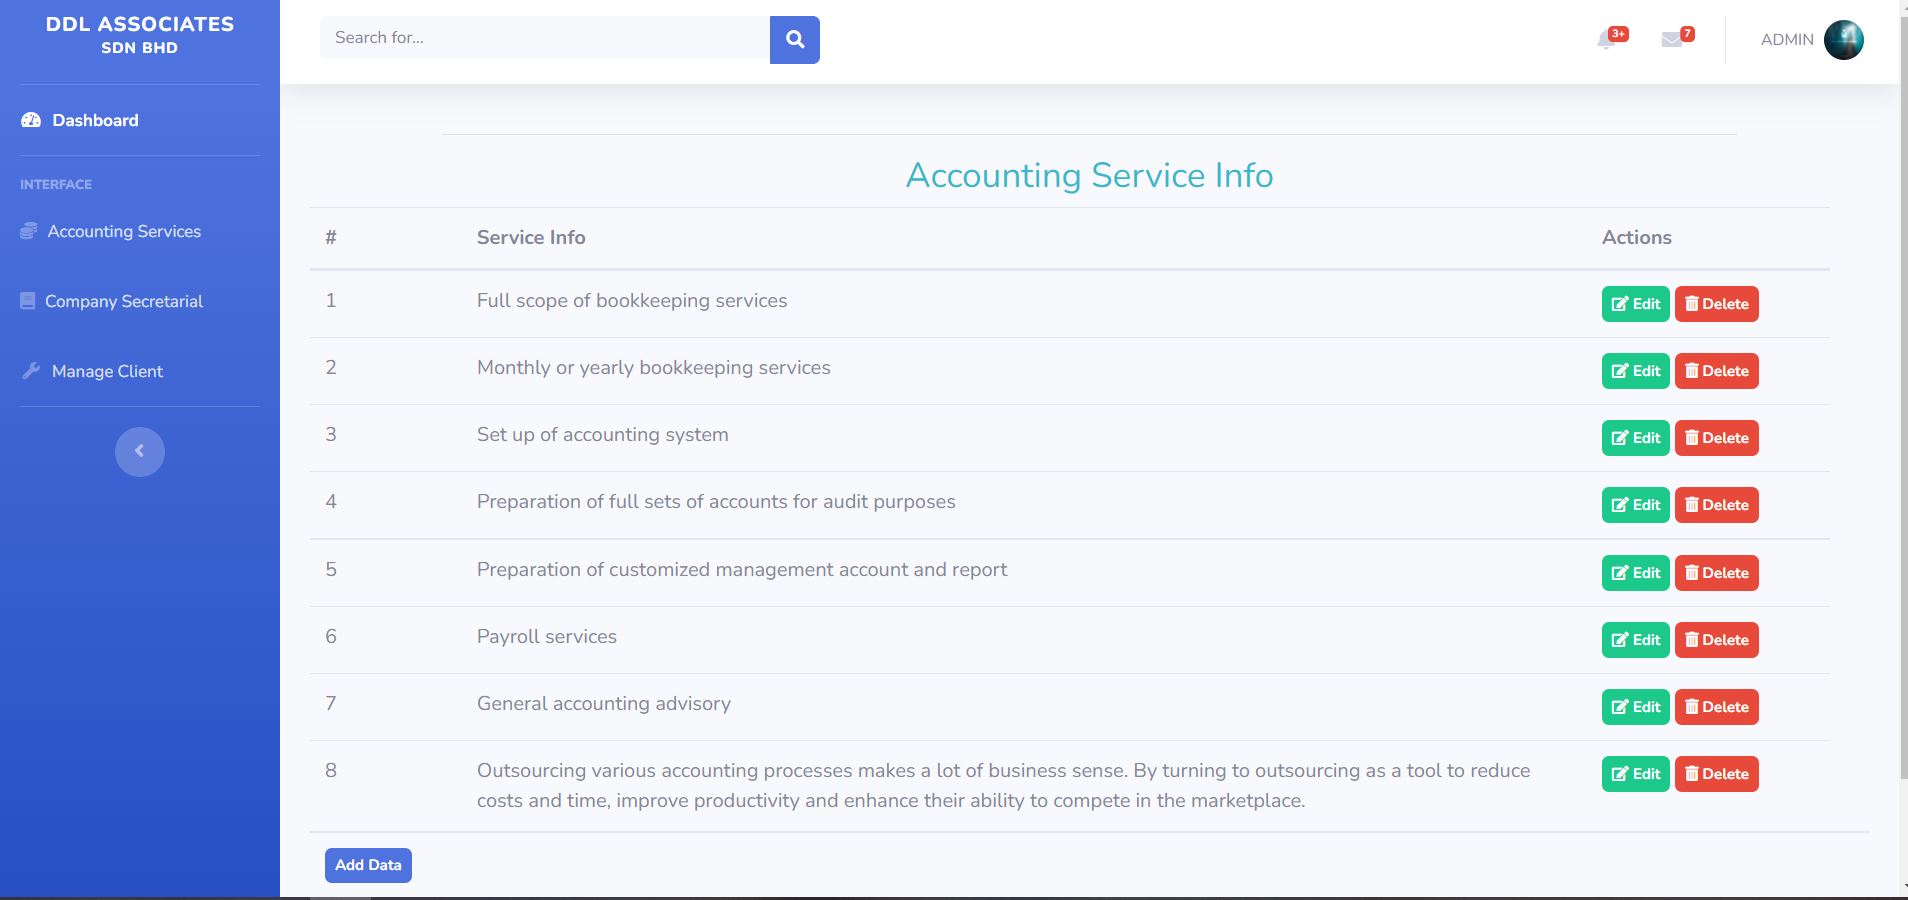 DDL ASSOCIATES
SDN BHD
Search for...
3+
7
ADMIN
Dashboard
INTERFACE
Accounting Services
Company Secretarial
Manage Client
Accounting Service Info
# Service Info Actions
1 Full scope of bookkeeping services Edit Delete
2 Monthly or yearly bookkeeping services Edit Delete
3 Set up of accounting system Edit Delete
4 Preparation of full sets of accounts for audit purposes Edit Delete
5 Preparation of customized management account and report Edit Delete
6 Payroll services Edit Delete
7 General accounting advisory Edit Delete
8 Outsourcing various accounting processes makes a lot of business sense. By turning to outsourcing as a tool to reduce Edit Delete
costs and time, improve productivity and enhance their ability to compete in the marketplace.
Add Data